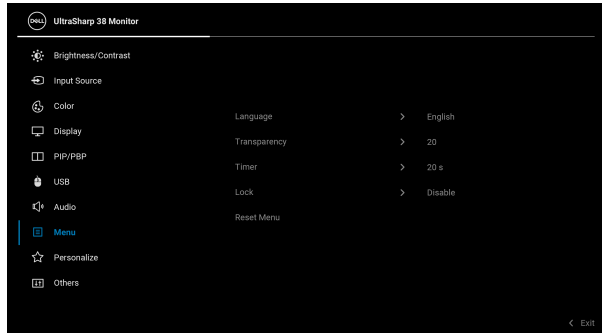 DELL UltraSharp 38 Monitor
Brightness/Contrast
Input Source
Color
Display
PIP/PBP
USB
Audio
Menu
Personalize
Others
Language > English
Transparency > 20
Timer > 20 s
Lock > Disable
Reset Menu
< Exit